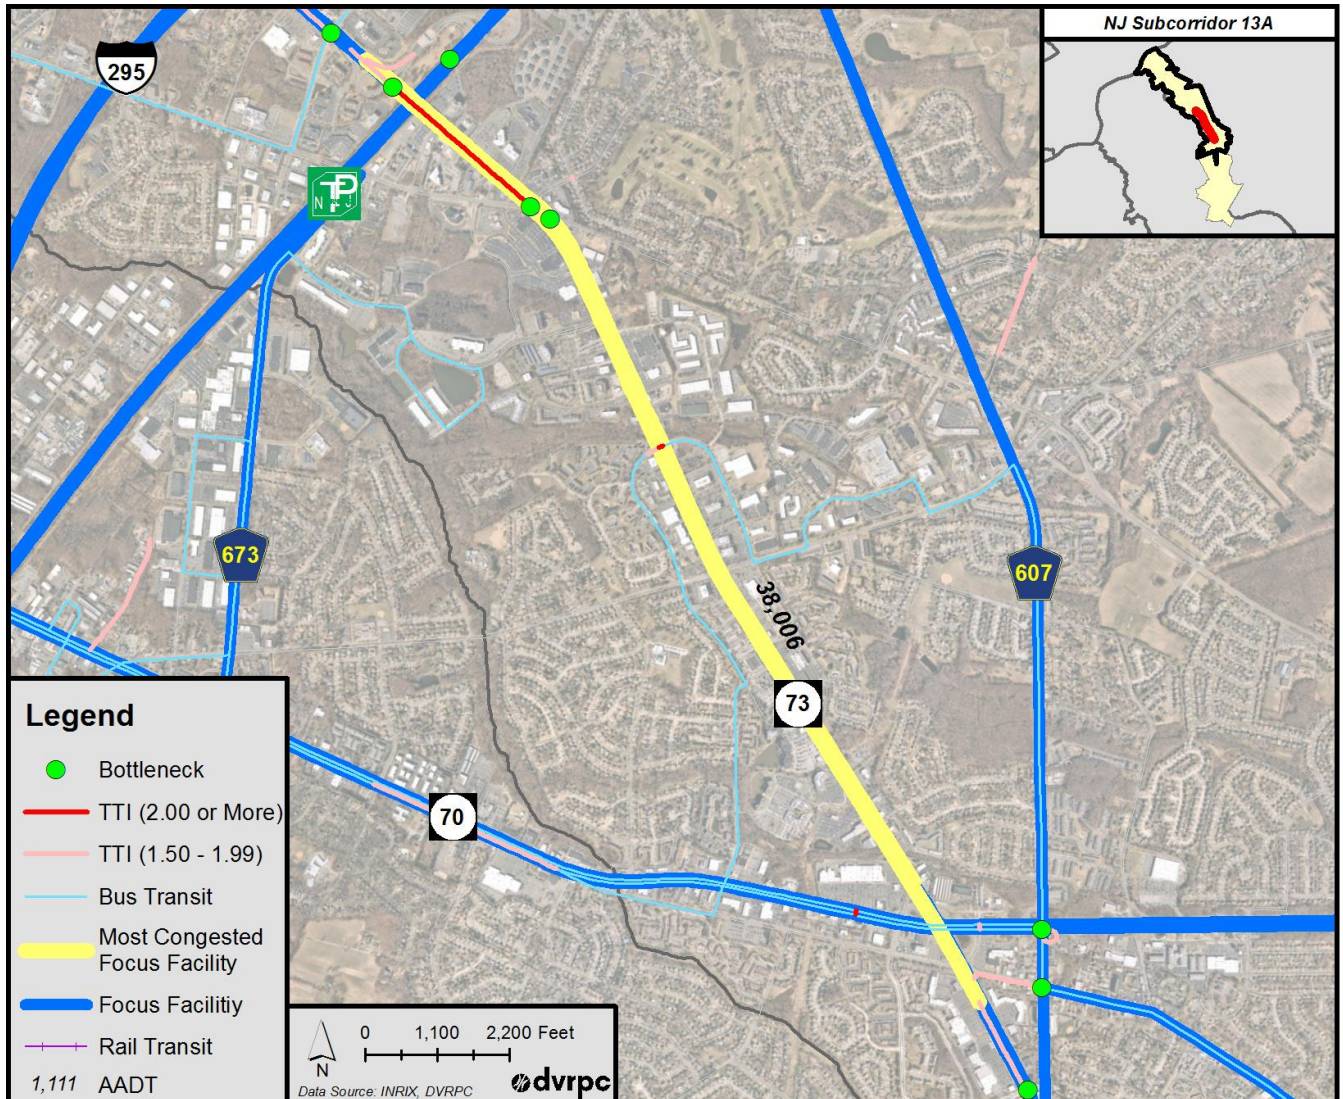 NJ Subcorridor 13A
295
TP
N J
673
607
38,006
73
70
Legend
Bottleneck
TTI (2.00 or More)
TTI (1.50 - 1.99)
Bus Transit
Most Congested
Focus Facility
Focus Facilitiy
Rail Transit
1,111 AADT
0 1,100 2,200 Feet
N
Data Source: INRIX, DVRPC
dvrpc